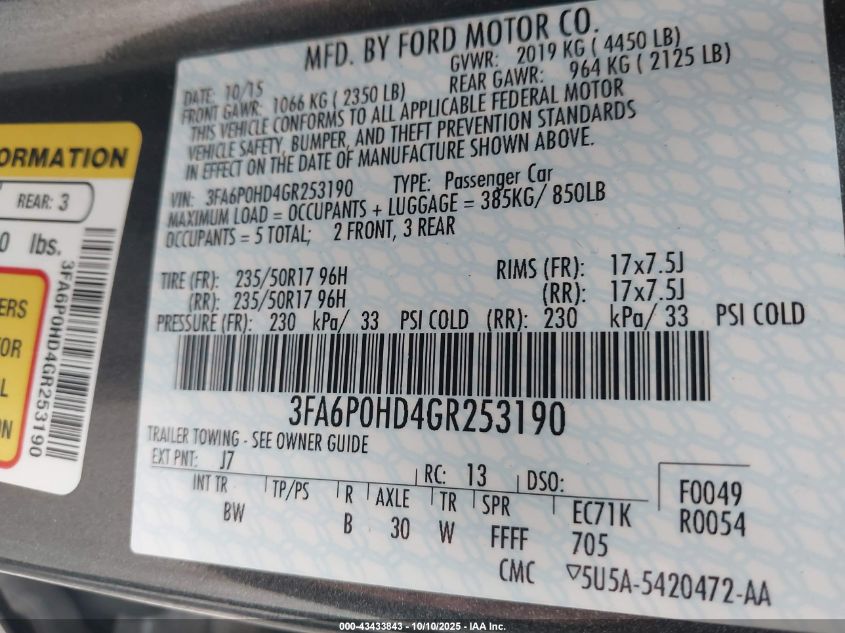 MFD. BY FORD MOTOR CO.
DATE: 10/15 GVWR: 2019 KG ( 4450 LB)
FRONT GAWR: 1066 KG ( 2350 LB) REAR GAWR: 964 KG ( 2125 LB)
THIS VEHICLE CONFORMS TO ALL APPLICABLE FEDERAL MOTOR
VEHICLE SAFETY, BUMPER, AND THEFT PREVENTION STANDARDS
IN EFFECT ON THE DATE OF MANUFACTURE SHOWN ABOVE.
VIN: 3FA6P0HD4GR253190 TYPE: Passenger Car
MAXIMUM LOAD = OCCUPANTS + LUGGAGE = 385KG/ 850LB
OCCUPANTS = 5 TOTAL; 2 FRONT, 3 REAR
TIRE (FR): 235/50R17 96H RIMS (FR): 17x7.5J
(RR): 235/50R17 96H (RR): 17x7.5J
PRESSURE (FR): 230 kPa/ 33 PSI COLD (RR): 230 kPa/ 33 PSI COLD
3FA6P0HD4GR253190
TRAILER TOWING - SEE OWNER GUIDE
EXT PNT: J7 RC: 13 DSO:
INT TR TP/PS R AXLE TR SPR EC71K F0049
BW B 30 W FFFF 705 R0054
CMC 5U5A-5420472-AA
ORMATION
REAR: 3
0 lbs.
3FA6P0HD4GR253190
ERS
TOR
L
N
000-43433843 / 10/10/2025 - IAA Inc.